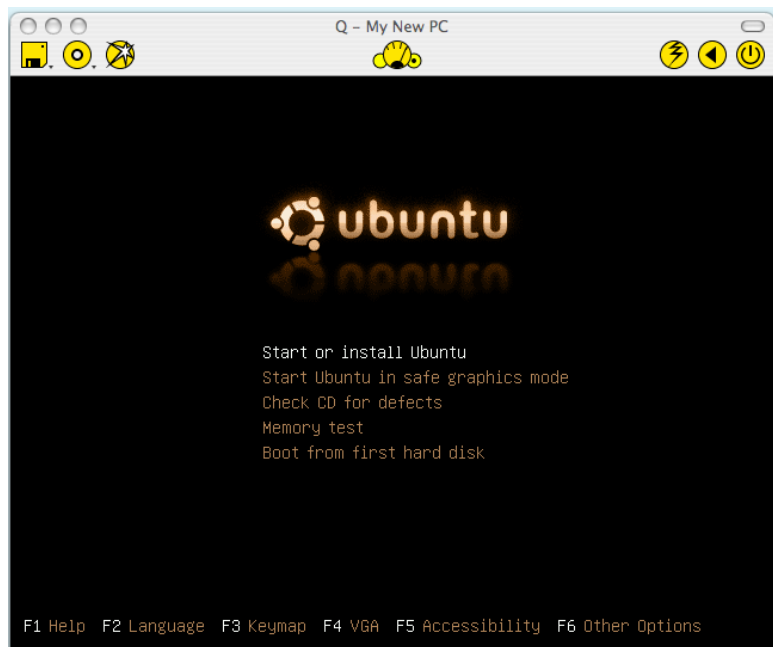 Q - My New PC
ubuntu
Start or install Ubuntu
Start Ubuntu in safe graphics mode
Check CD for defects
Memory test
Boot from first hard disk
F1 Help F2 Language F3 Keymap F4 VGA F5 Accessibility F6 Other Options